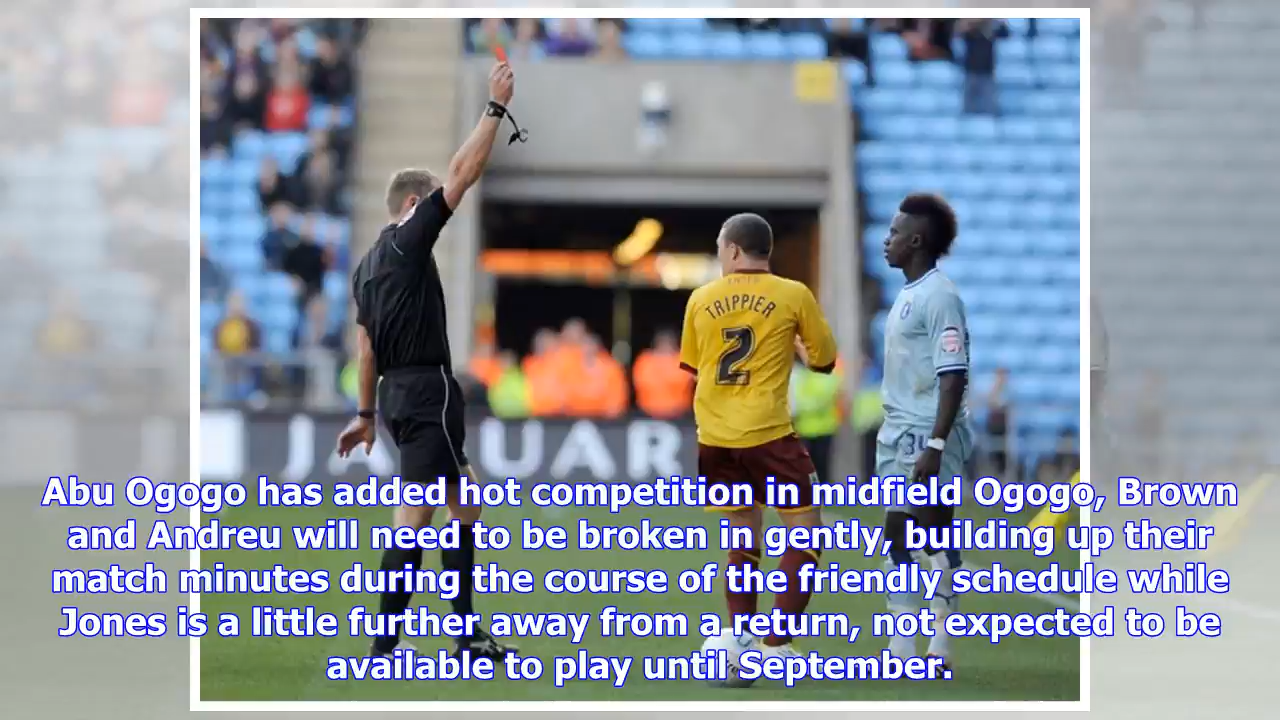 JAGUAR
TRIPPIER
2
34
Abu Ogogo has added hot competition in midfield Ogogo, Brown
and Andreu will need to be broken in gently, building up their
match minutes during the course of the friendly schedule while
Jones is a little further away from a return, not expected to be
available to play until September.